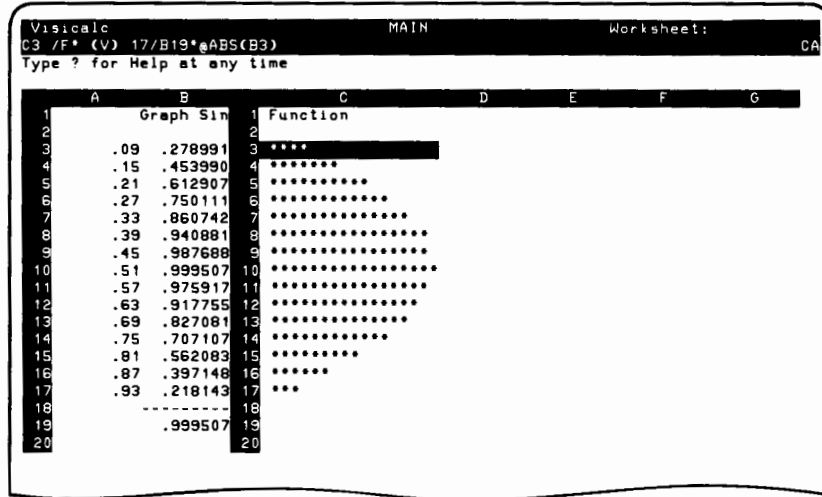 Visicalc MAIN Worksheet:
C3 /F* (V) 17/B19*@ABS(B3) CA
Type ? for Help at any time
A B C D E F G
1 Graph Sin 1 Function
2 2
3 .09 .278991 3 ****
4 .15 .453990 4 *******
5 .21 .612907 5 **********
6 .27 .750111 6 ************
7 .33 .860742 7 **************
8 .39 .940881 8 ****************
9 .45 .987688 9 ****************
10 .51 .999507 10 *****************
11 .57 .975917 11 ****************
12 .63 .917755 12 ***************
13 .69 .827081 13 **************
14 .75 .707107 14 ************
15 .81 .562083 15 *********
16 .87 .397148 16 ******
17 .93 .218143 17 ***
18 --------- 18
19 .999507 19
20 20